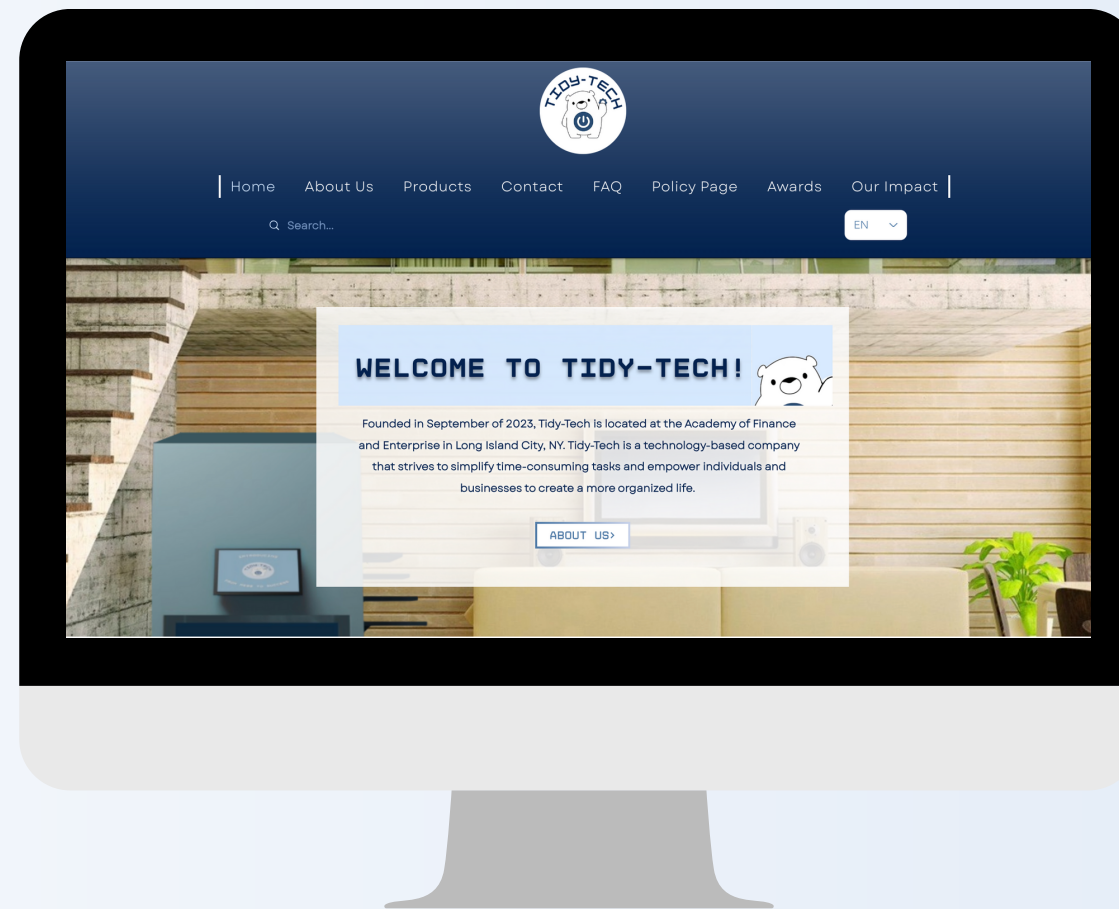 TIDY-TECH
Home About Us Products Contact FAQ Policy Page Awards Our Impact
Search... EN
WELCOME TO TIDY-TECH!
Founded in September of 2023, Tidy-Tech is located at the Academy of Finance
and Enterprise in Long Island City, NY. Tidy-Tech is a technology-based company
that strives to simplify time-consuming tasks and empower individuals and
businesses to create a more organized life.
ABOUT US>